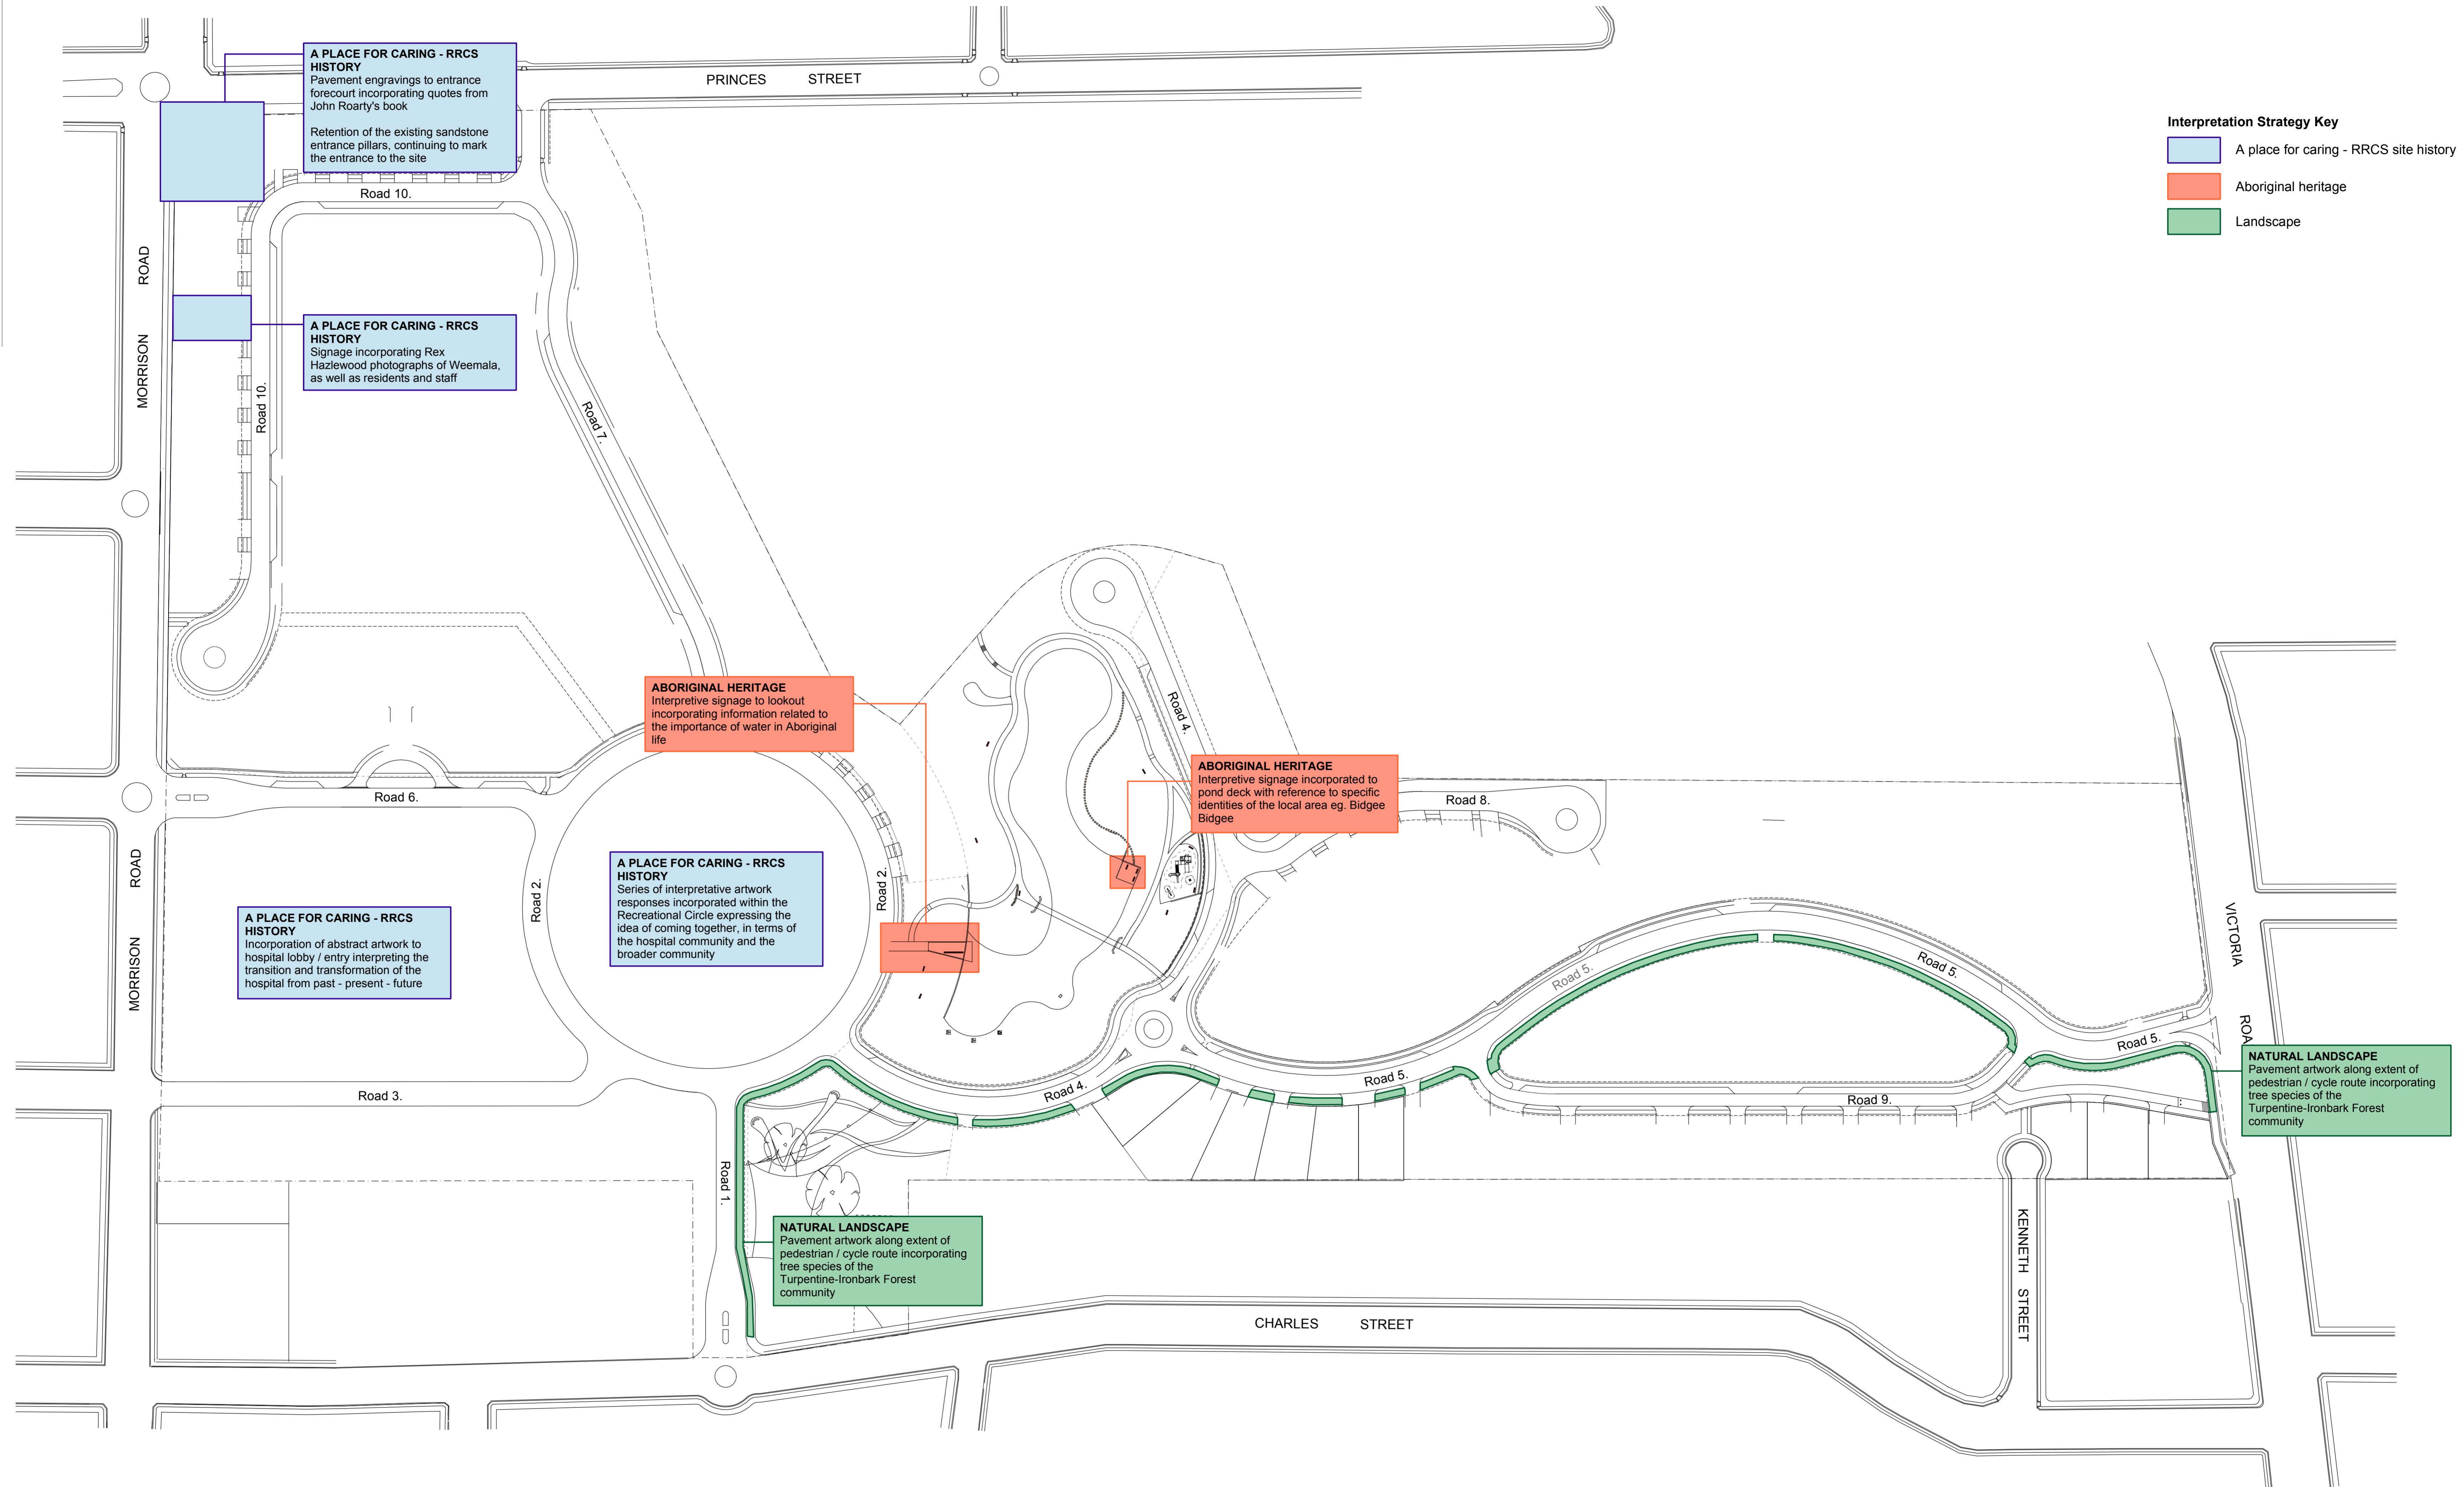 A PLACE FOR CARING - RRCS
HISTORY
Pavement engravings to entrance
forecourt incorporating quotes from
John Roarty's book
Retention of the existing sandstone
entrance pillars, continuing to mark
the entrance to the site
PRINCES STREET
Interpretation Strategy Key
A place for caring - RRCS site history
Aboriginal heritage
Landscape
Road 10.
MORRISON ROAD
A PLACE FOR CARING - RRCS
HISTORY
Signage incorporating Rex
Hazlewood photographs of Weemala,
as well as residents and staff
Road 10.
Road 7.
ABORIGINAL HERITAGE
Interpretive signage to lookout
incorporating information related to
the importance of water in Aboriginal
life
Road 4.
ABORIGINAL HERITAGE
Interpretive signage incorporated to
pond deck with reference to specific
identities of the local area eg. Bidgee
Bidgee
Road 6.
Road 8.
MORRISON ROAD
A PLACE FOR CARING - RRCS
HISTORY
Incorporation of abstract artwork to
hospital lobby / entry interpreting the
transition and transformation of the
hospital from past - present - future
Road 2.
A PLACE FOR CARING - RRCS
HISTORY
Series of interpretative artwork
responses incorporated within the
Recreational Circle expressing the
idea of coming together, in terms of
the hospital community and the
broader community
Road 2.
Road 5.
Road 5.
VICTORIA ROA
Road 5.
NATURAL LANDSCAPE
Pavement artwork along extent of
pedestrian / cycle route incorporating
tree species of the
Turpentine-Ironbark Forest
community
Road 3.
Road 4.
Road 5.
Road 9.
Road 1.
NATURAL LANDSCAPE
Pavement artwork along extent of
pedestrian / cycle route incorporating
tree species of the
Turpentine-Ironbark Forest
community
KENNETH STREET
CHARLES STREET